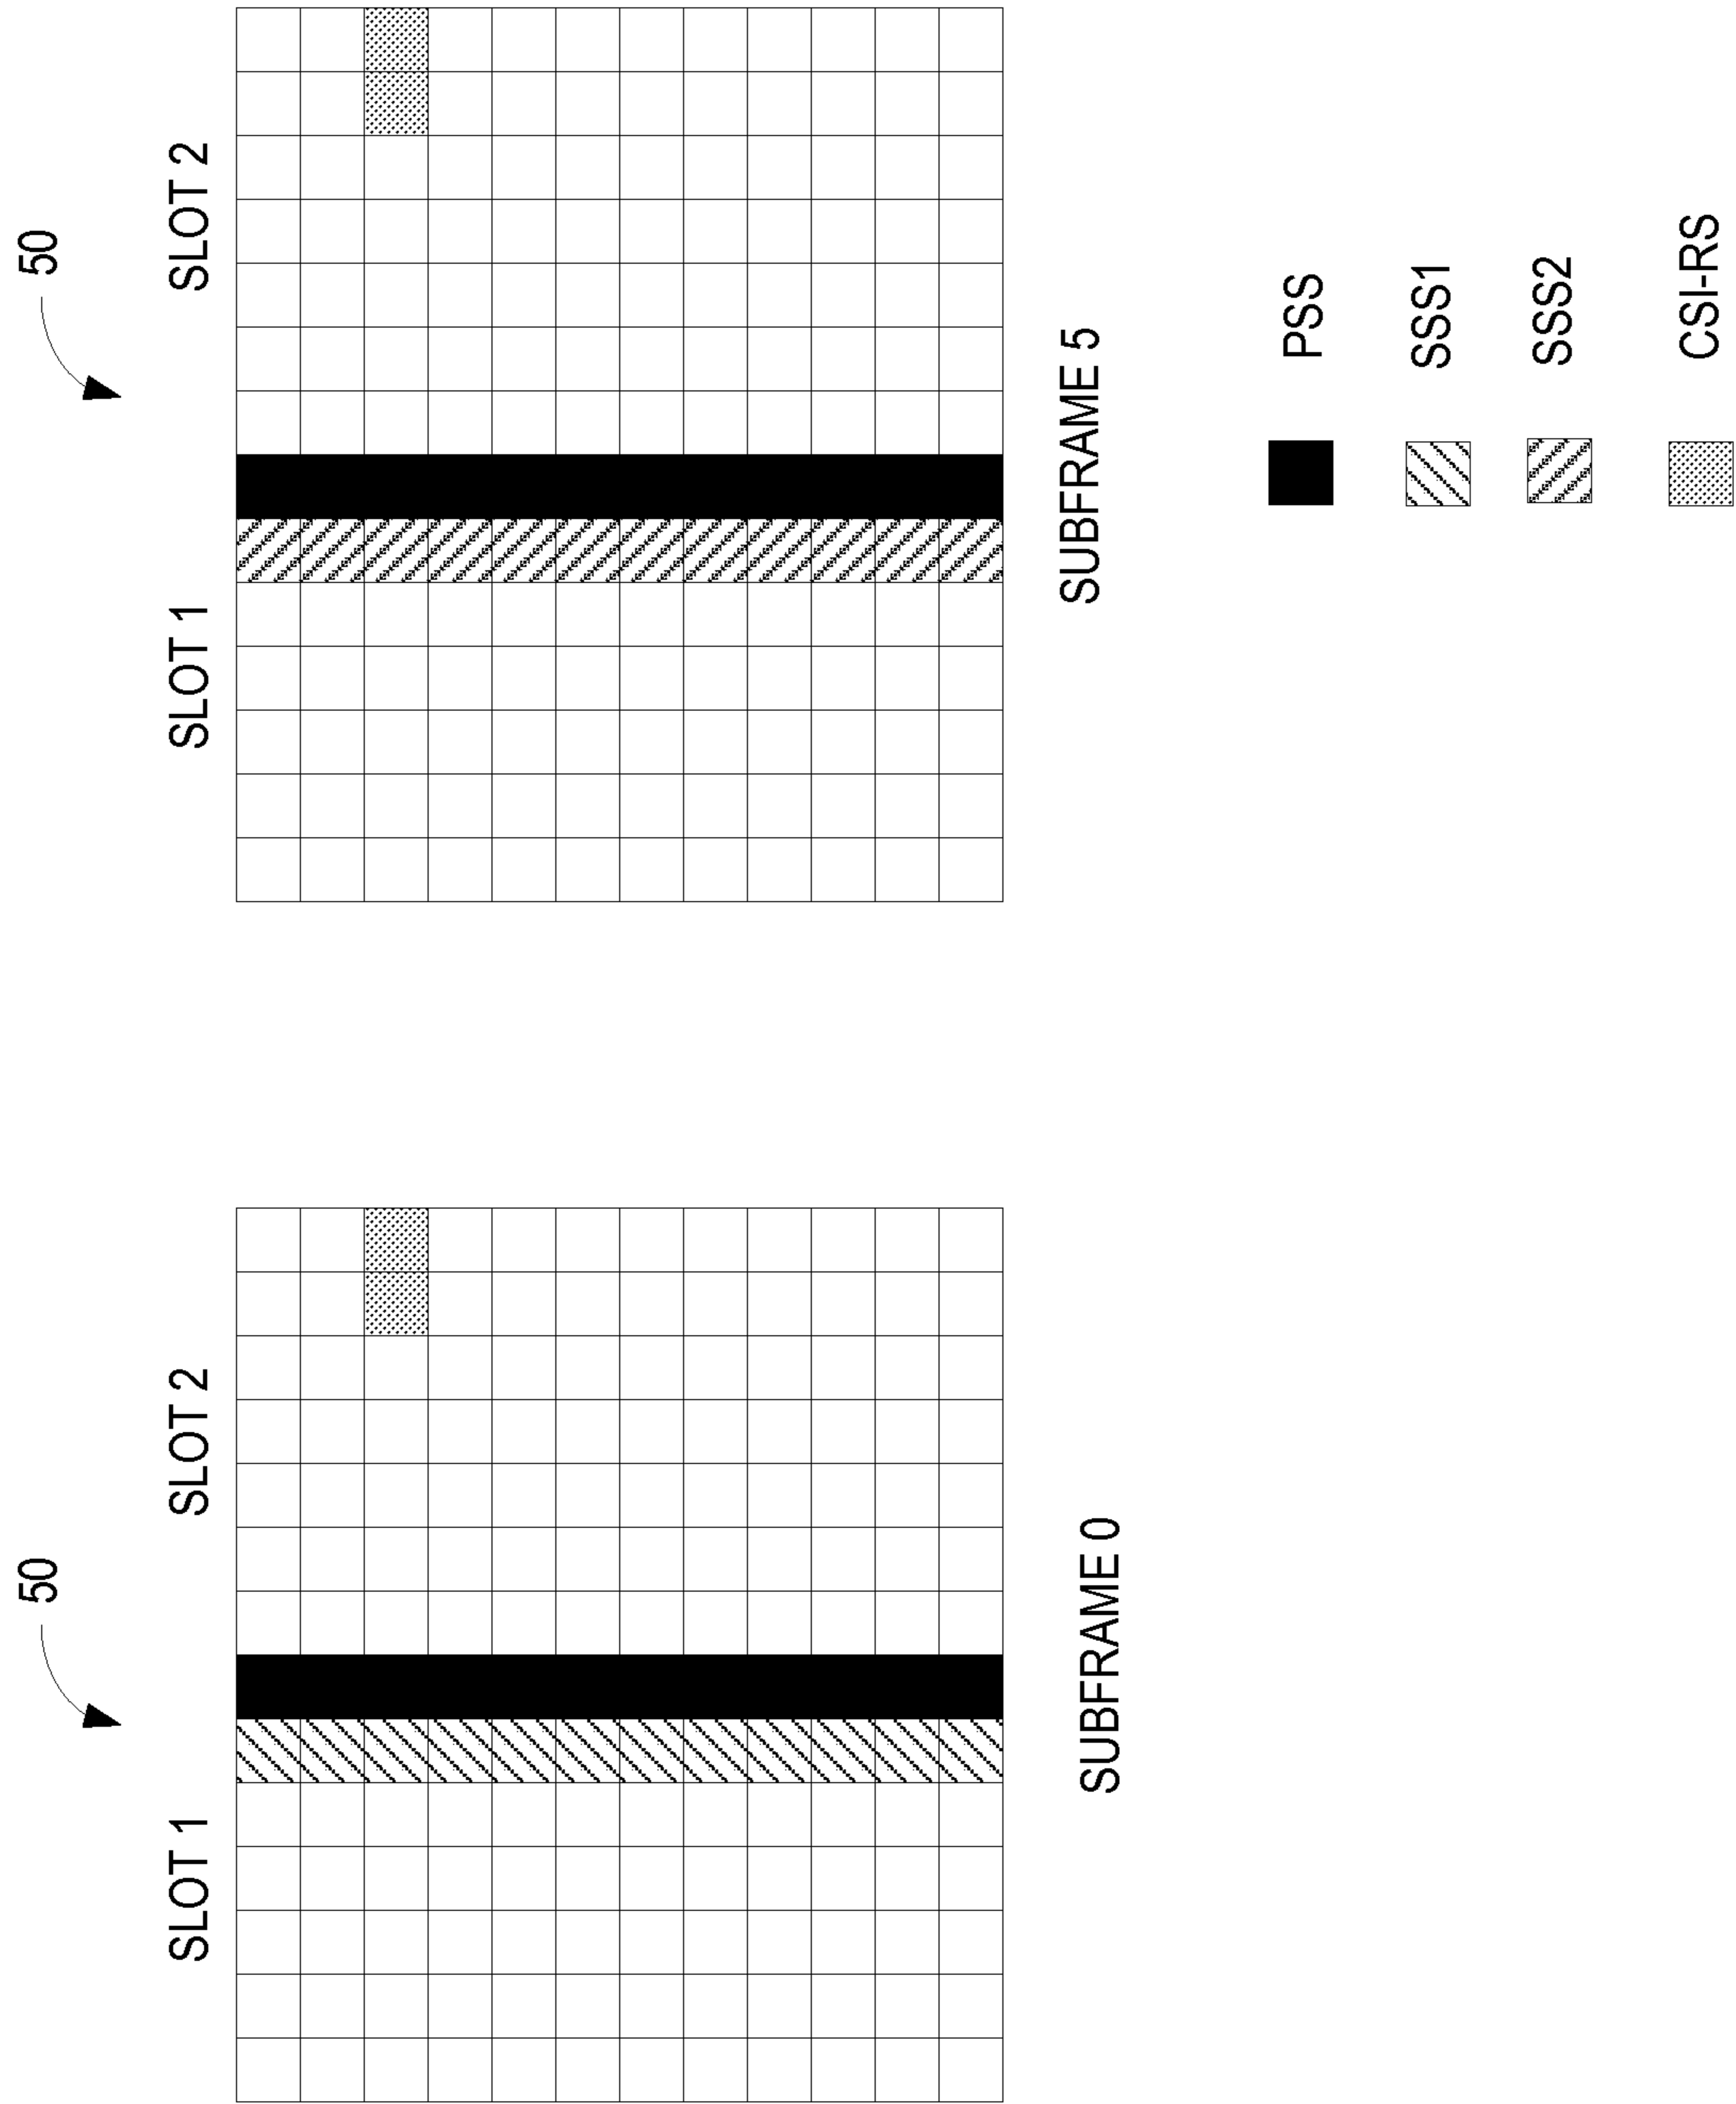 50
50
SLOT 1
SLOT 2
SLOT 1
SLOT 2
SUBFRAME 0
SUBFRAME 5
PSS
SSS1
SSS2
CSI-RS